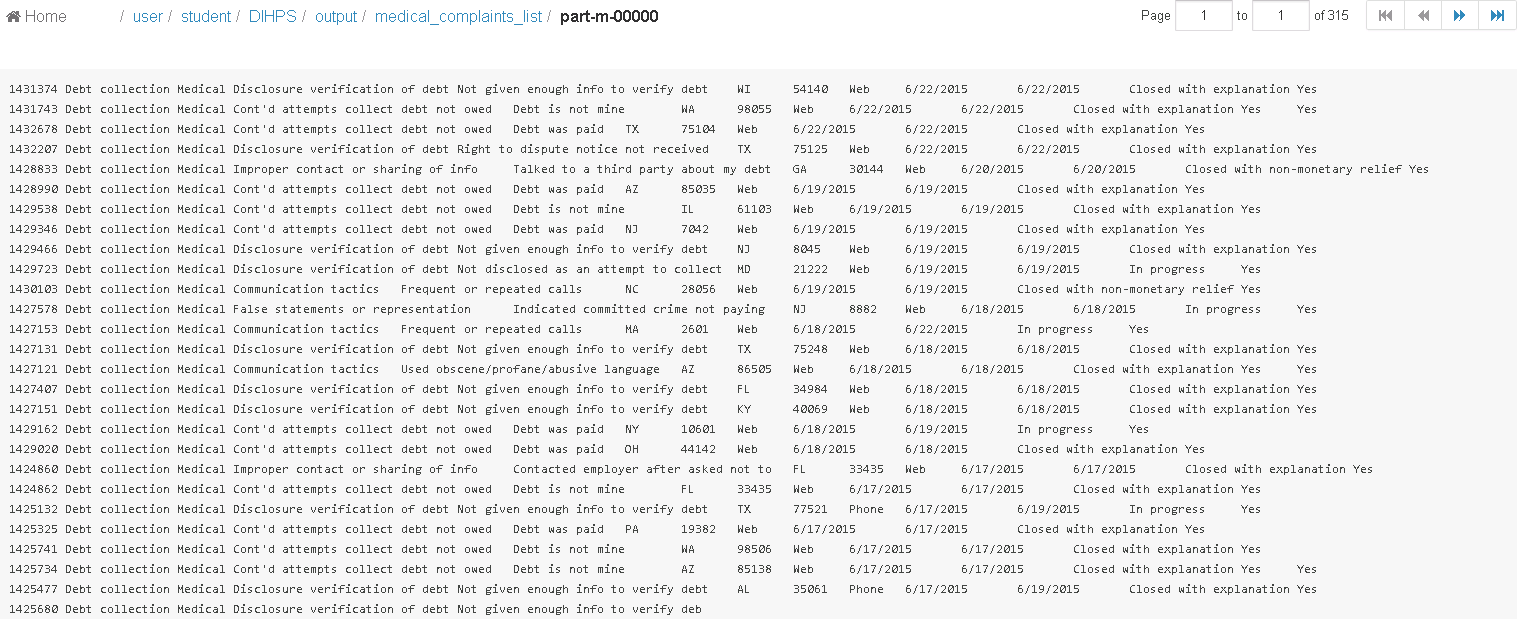 Home / user / student / DIHPS / output / medical_complaints_list / part-m-00000 Page 1 to 1 of 315
1431374 Debt collection Medical Disclosure verification of debt Not given enough info to verify debt WI 54140 Web 6/22/2015 6/22/2015 Closed with explanation Yes
1431743 Debt collection Medical Cont'd attempts collect debt not owed Debt is not mine WA 98055 Web 6/22/2015 6/22/2015 Closed with explanation Yes Yes
1432678 Debt collection Medical Cont'd attempts collect debt not owed Debt was paid TX 75104 Web 6/22/2015 6/22/2015 Closed with explanation Yes
1432207 Debt collection Medical Disclosure verification of debt Right to dispute notice not received TX 75125 Web 6/22/2015 6/22/2015 Closed with explanation Yes
1428833 Debt collection Medical Improper contact or sharing of info Talked to a third party about my debt GA 30144 Web 6/20/2015 6/20/2015 Closed with non-monetary relief Yes
1428990 Debt collection Medical Cont'd attempts collect debt not owed Debt was paid AZ 85035 Web 6/19/2015 6/19/2015 Closed with explanation Yes
1429538 Debt collection Medical Cont'd attempts collect debt not owed Debt is not mine IL 61103 Web 6/19/2015 6/19/2015 Closed with explanation Yes
1429346 Debt collection Medical Cont'd attempts collect debt not owed Debt was paid NJ 7042 Web 6/19/2015 6/19/2015 Closed with explanation Yes
1429466 Debt collection Medical Disclosure verification of debt Not given enough info to verify debt NJ 8045 Web 6/19/2015 6/19/2015 Closed with explanation Yes
1429723 Debt collection Medical Disclosure verification of debt Not disclosed as an attempt to collect MD 21222 Web 6/19/2015 6/19/2015 In progress Yes
1430103 Debt collection Medical Communication tactics Frequent or repeated calls NC 28056 Web 6/19/2015 6/19/2015 Closed with non-monetary relief Yes
1427578 Debt collection Medical False statements or representation Indicated committed crime not paying NJ 8882 Web 6/18/2015 6/18/2015 In progress Yes
1427153 Debt collection Medical Communication tactics Frequent or repeated calls MA 2601 Web 6/18/2015 6/22/2015 In progress Yes
1427131 Debt collection Medical Disclosure verification of debt Not given enough info to verify debt TX 75248 Web 6/18/2015 6/18/2015 Closed with explanation Yes
1427121 Debt collection Medical Communication tactics Used obscene/profane/abusive language AZ 86505 Web 6/18/2015 6/18/2015 Closed with explanation Yes Yes
1427407 Debt collection Medical Disclosure verification of debt Not given enough info to verify debt FL 34984 Web 6/18/2015 6/18/2015 Closed with explanation Yes
1427151 Debt collection Medical Disclosure verification of debt Not given enough info to verify debt KY 40069 Web 6/18/2015 6/18/2015 Closed with explanation Yes
1429162 Debt collection Medical Cont'd attempts collect debt not owed Debt was paid NY 10601 Web 6/18/2015 6/19/2015 In progress Yes
1429020 Debt collection Medical Cont'd attempts collect debt not owed Debt was paid OH 44142 Web 6/18/2015 6/18/2015 Closed with explanation Yes
1424860 Debt collection Medical Improper contact or sharing of info Contacted employer after asked not to FL 33435 Web 6/17/2015 6/17/2015 Closed with explanation Yes
1424862 Debt collection Medical Cont'd attempts collect debt not owed Debt is not mine FL 33435 Web 6/17/2015 6/17/2015 Closed with explanation Yes
1425132 Debt collection Medical Disclosure verification of debt Not given enough info to verify debt TX 77521 Phone 6/17/2015 6/19/2015 In progress Yes
1425325 Debt collection Medical Cont'd attempts collect debt not owed Debt was paid PA 19382 Web 6/17/2015 6/17/2015 Closed with explanation Yes
1425741 Debt collection Medical Cont'd attempts collect debt not owed Debt is not mine WA 98506 Web 6/17/2015 6/17/2015 Closed with explanation Yes
1425734 Debt collection Medical Cont'd attempts collect debt not owed Debt is not mine AZ 85138 Web 6/17/2015 6/17/2015 Closed with explanation Yes Yes
1425477 Debt collection Medical Disclosure verification of debt Not given enough info to verify debt AL 35061 Phone 6/17/2015 6/19/2015 Closed with explanation Yes
1425680 Debt collection Medical Disclosure verification of debt Not given enough info to verify deb